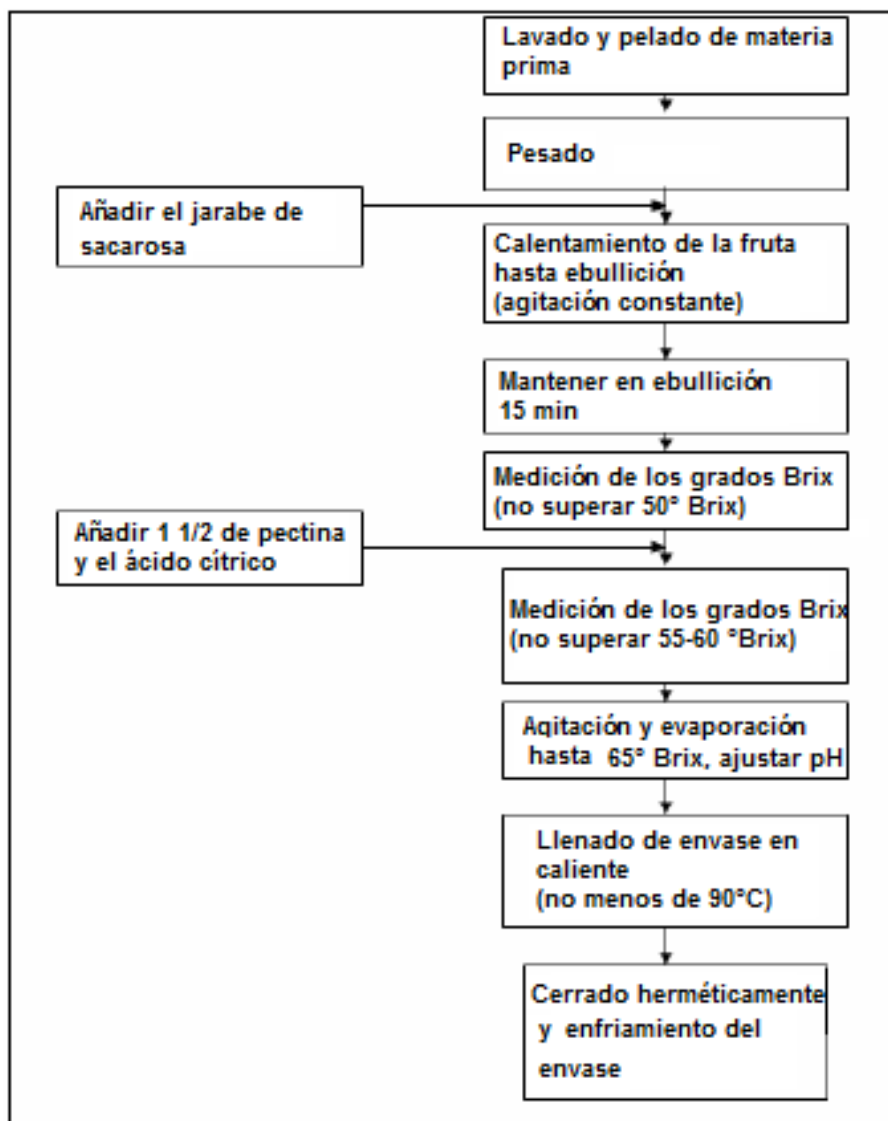 Lavado y pelado de materia
prima
Pesado
Añadir el jarabe de
sacarosa
Calentamiento de la fruta
hasta ebullición
(agitación constante)
Mantener en ebullición
15 min
Medición de los grados Brix
(no superar 50° Brix)
Añadir 1 1/2 de pectina
y el ácido cítrico
Medición de los grados Brix
(no superar 55-60 °Brix)
Agitación y evaporación
hasta 65° Brix, ajustar pH
Llenado de envase en
caliente
(no menos de 90°C)
Cerrado herméticamente
y enfriamiento del
envase